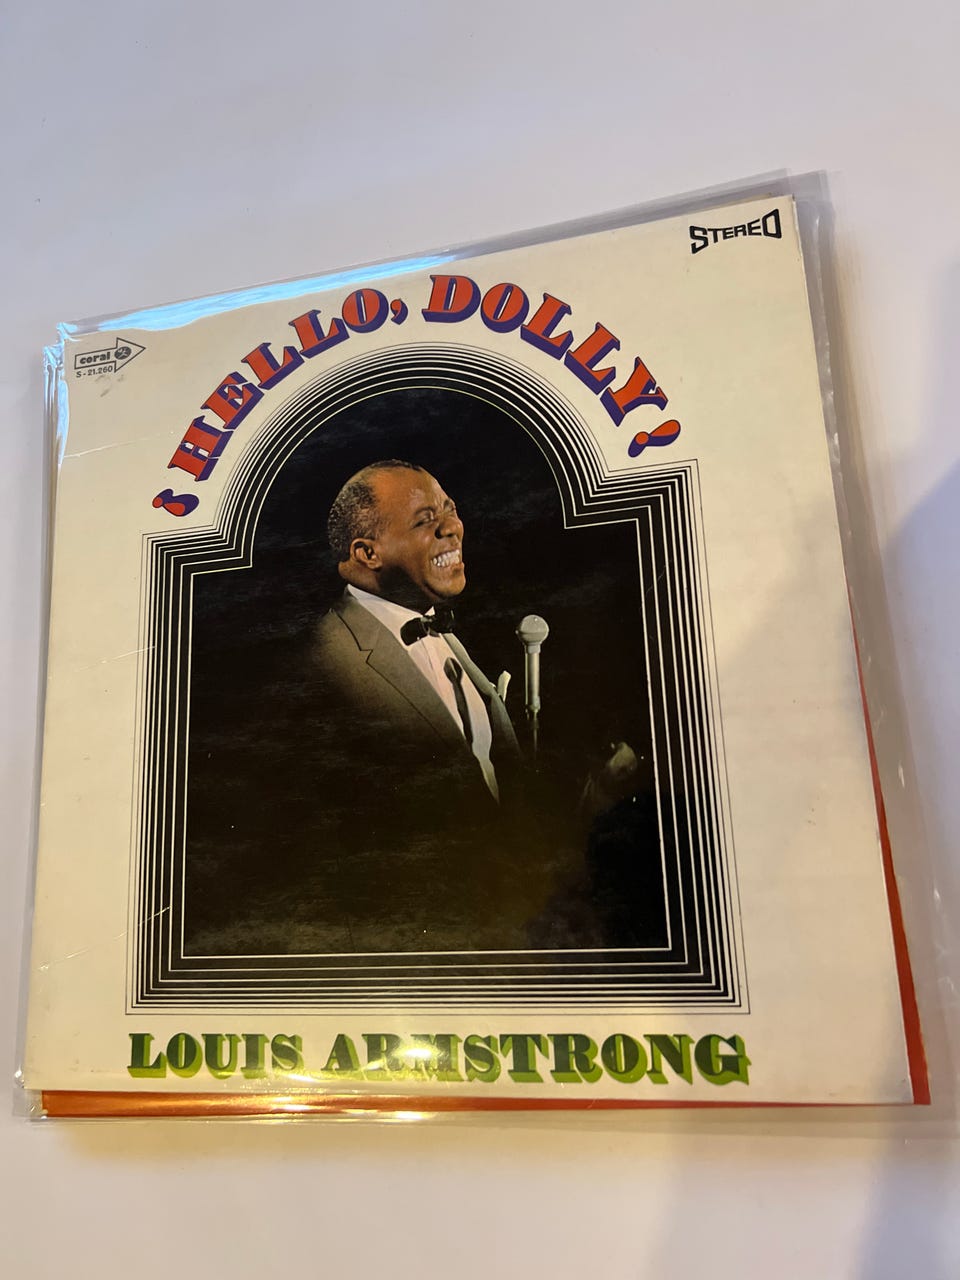 STEREO
coral
S - 21.260
¡HELLO, DOLLY!
LOUIS ARMSTRONG